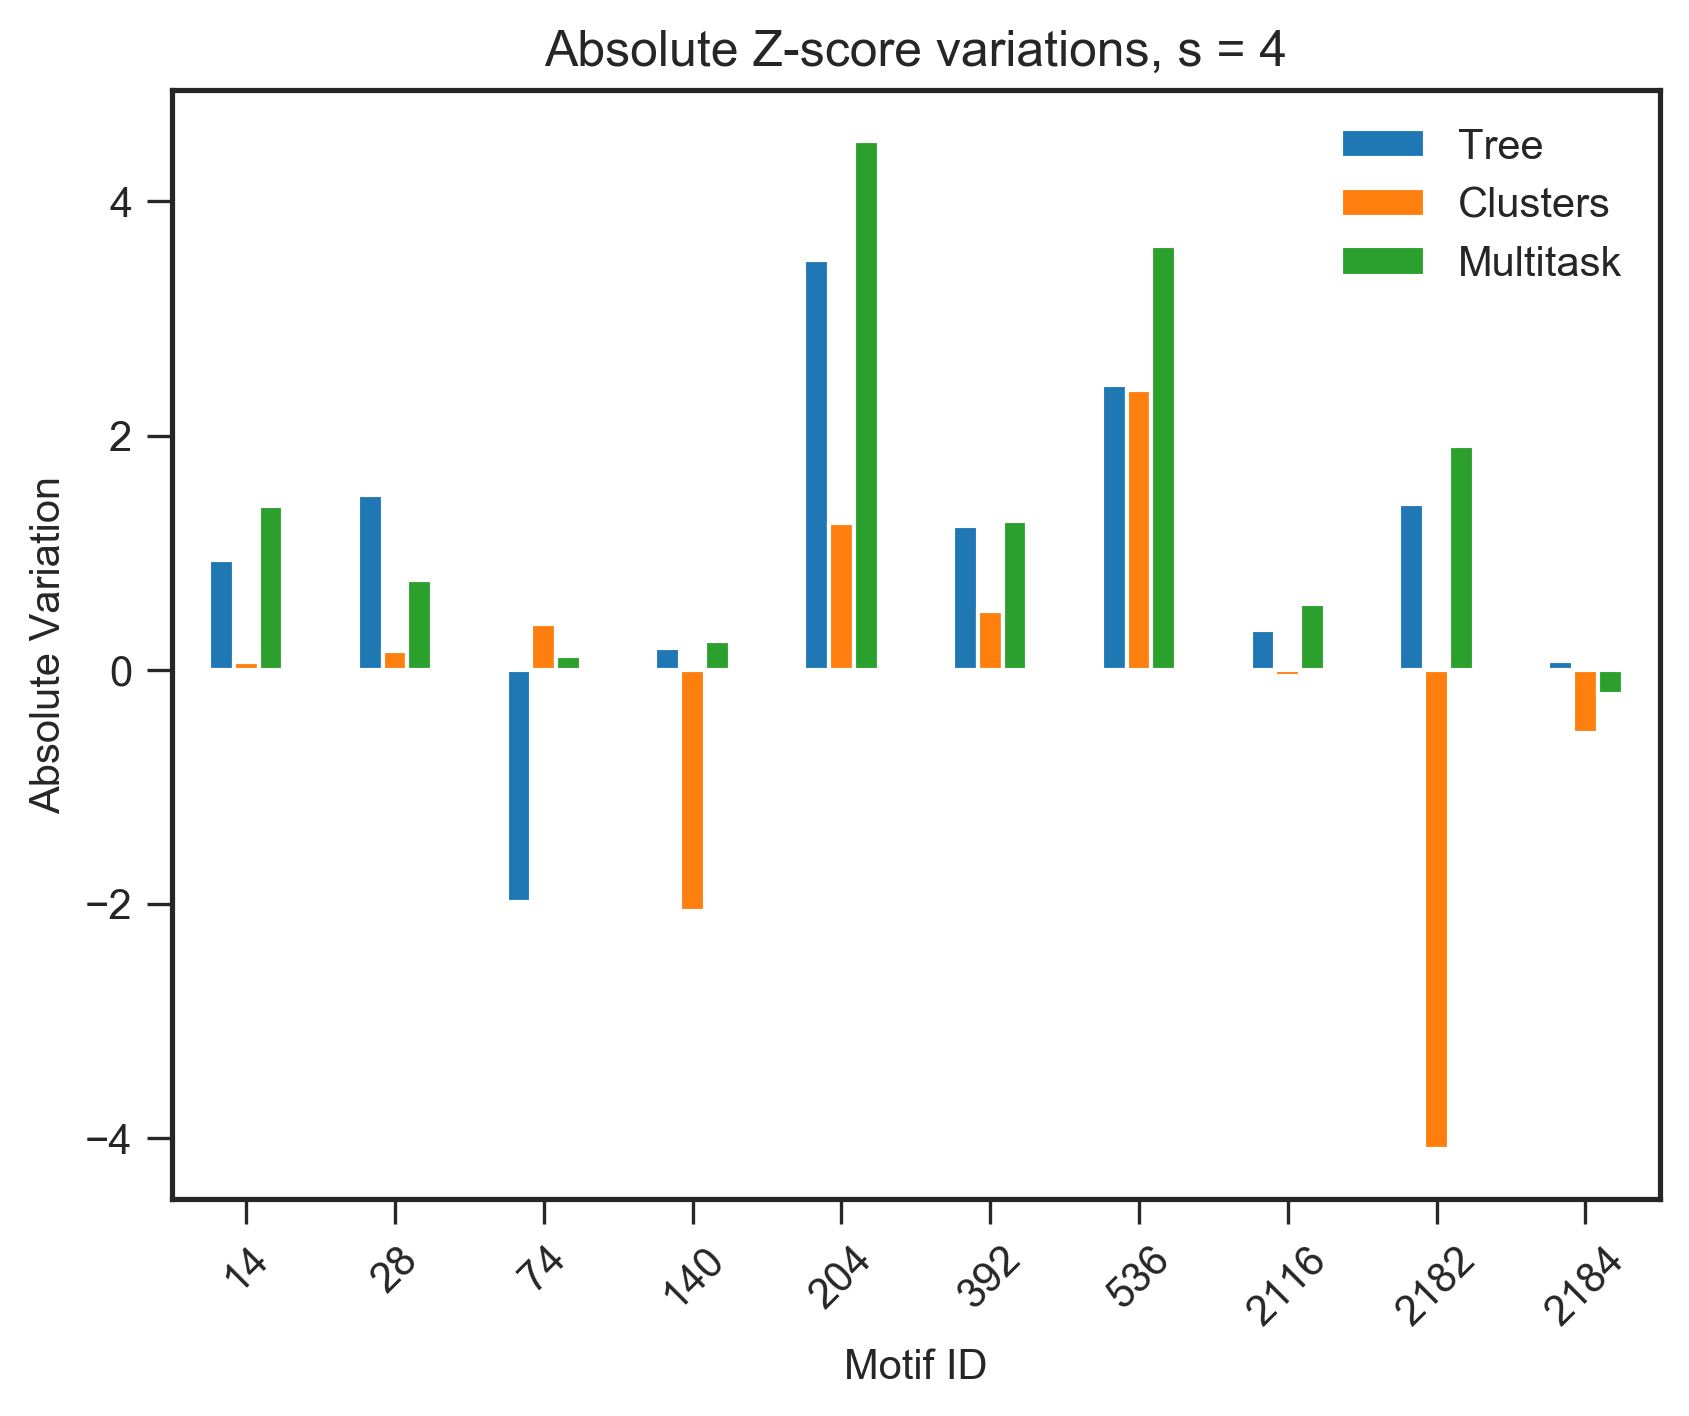 Absolute Z-score variations, s = 4
Tree
Clusters
Multitask
Absolute Variation
4
2
0
−2
−4
14
28
74
140
204
392
536
2116
2182
2184
Motif ID